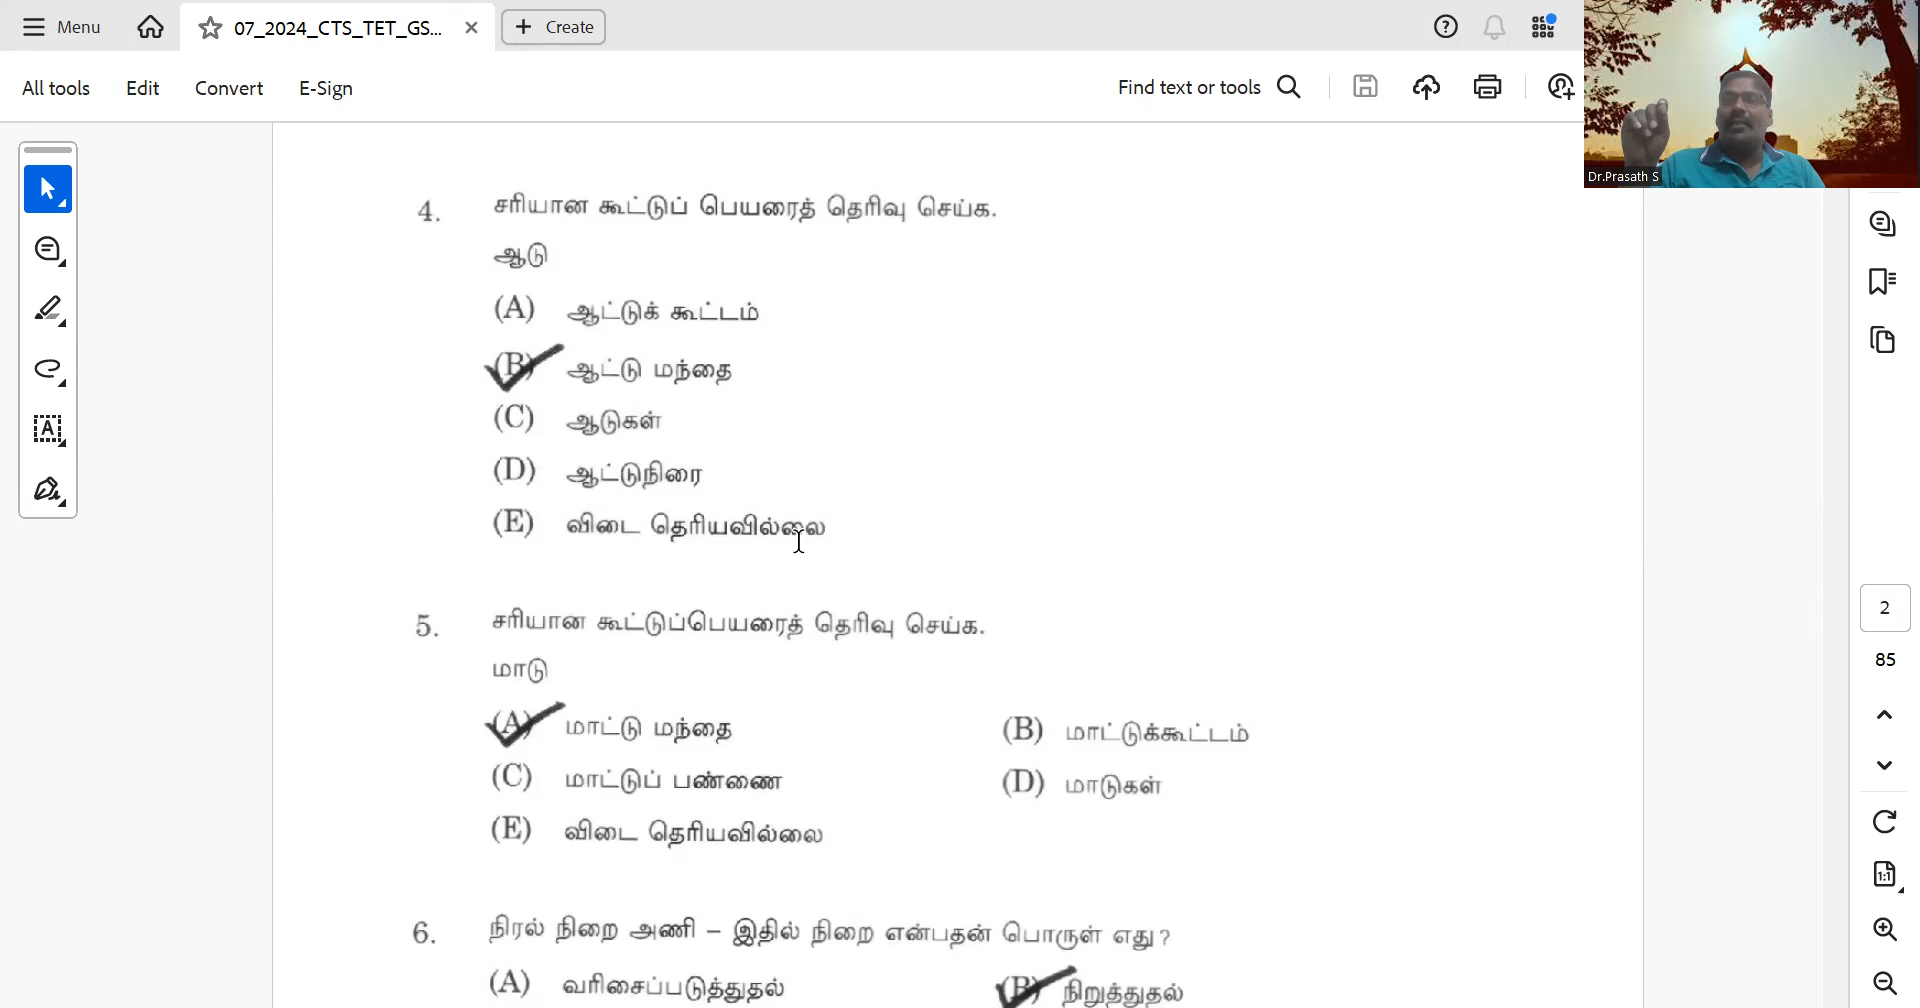 Menu
07_2024_CTS_TET_GS...
Create
All tools
Edit
Convert
E-Sign
Find text or tools
Dr.Prasath S
4. சரியான கூட்டுப் பெயரைத் தெரிவு செய்க.
ஆடு
(A) ஆட்டுக் கூட்டம்
(B) ஆட்டு மந்தை
(C) ஆடுகள்
(D) ஆட்டுநிரை
(E) விடை தெரியவில்லை
5. சரியான கூட்டுப்பெயரைத் தெரிவு செய்க.
மாடு
(A) மாட்டு மந்தை (B) மாட்டுக்கூட்டம்
(C) மாட்டுப் பண்ணை (D) மாடுகள்
(E) விடை தெரியவில்லை
6. நிரல் நிறை அணி – இதில் நிறை என்பதன் பொருள் எது?
(A) வரிசைப்படுத்துதல் (B) நிறுத்துதல்
2
85